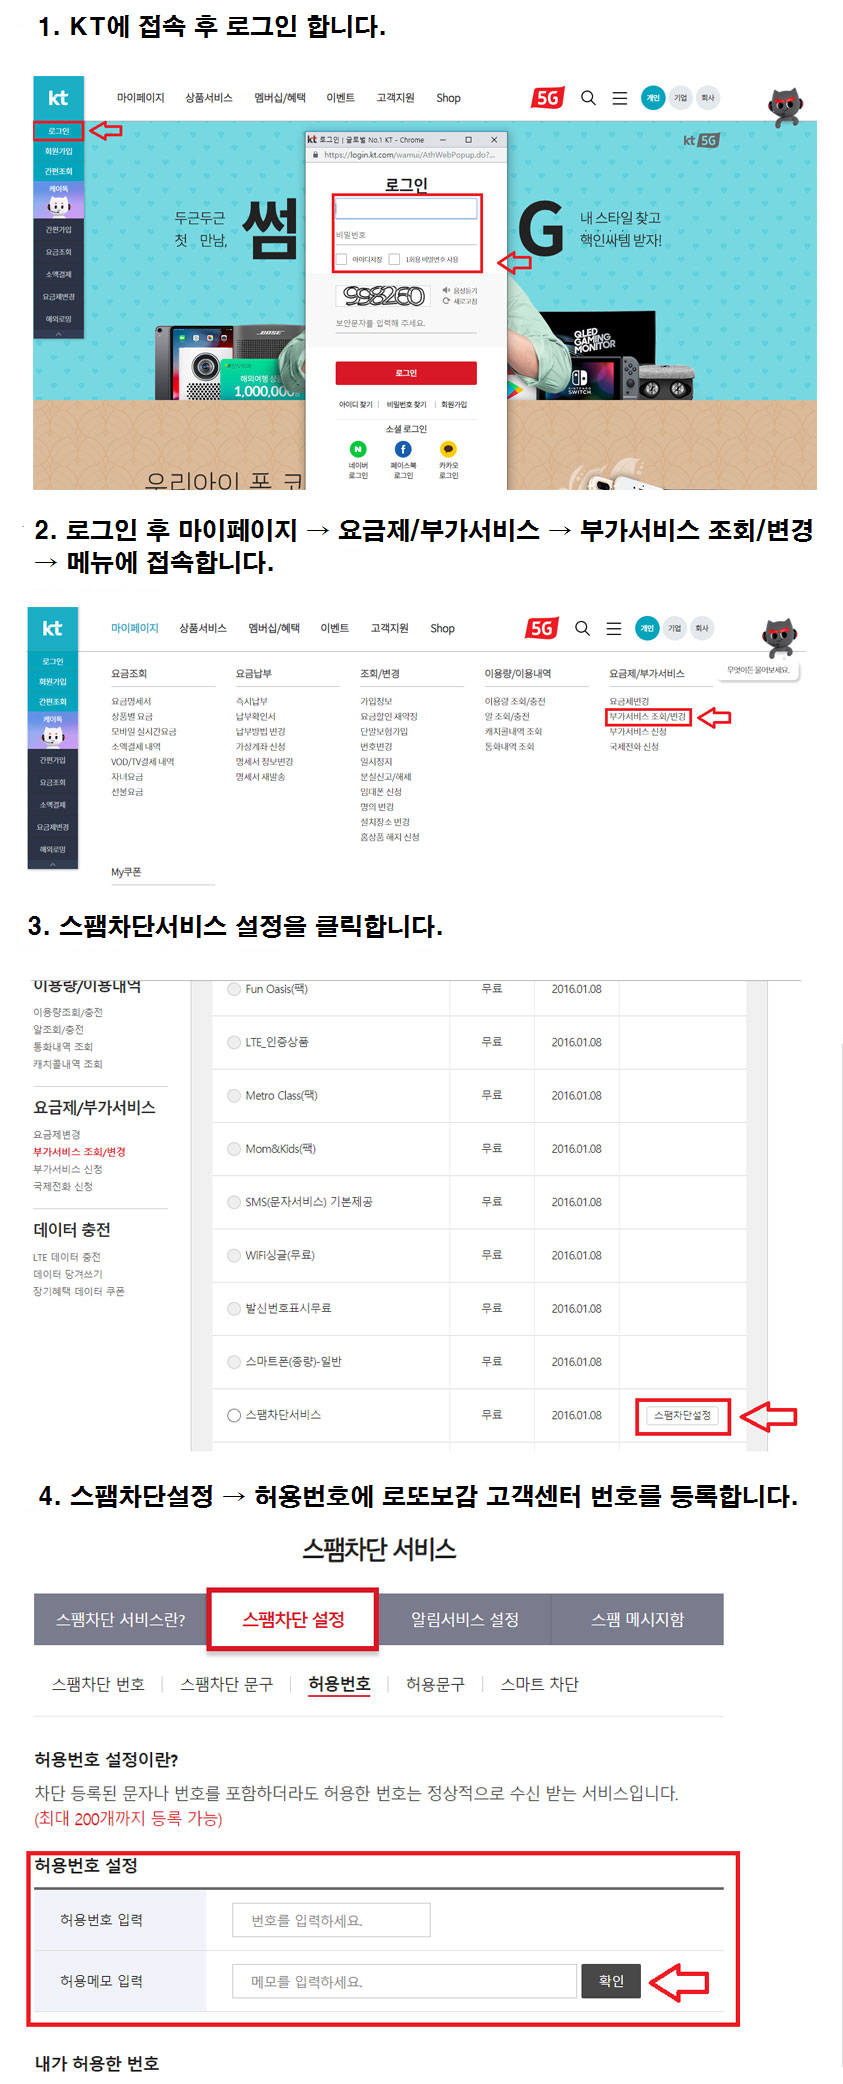 1. KT에 접속 후 로그인 합니다.
kt
마이페이지 상품서비스 멤버십/혜택 이벤트 고객지원 Shop
5G
개인 기업 회사
로그인
회원가입
간편조회
케이톡
간편가입
요금조회
소액결제
요금제변경
해외로밍
kt 5G
두근두근
첫 만남,
썸
G
내 스타일 찾고
핵인싸템 받자!
kt 로그인 | 글로벌 No.1 KT - Chrome
https://login.kt.com/wamui/AthWebPopup.do?...
로그인
비밀번호
아이디저장 1회용 비밀번호 사용
998260
음성듣기
새로고침
보안문자를 입력해 주세요.
로그인
아이디 찾기 | 비밀번호 찾기 | 회원가입
소셜 로그인
네이버 로그인
페이스북 로그인
카카오 로그인
BOSE
해외여행 상품
1,000,000
QLED
GAMING
MONITOR
NINTENDO
SWITCH
우리아이 폰 코
2. 로그인 후 마이페이지 → 요금제/부가서비스 → 부가서비스 조회/변경
→ 메뉴에 접속합니다.
kt
마이페이지 상품서비스 멤버십/혜택 이벤트 고객지원 Shop
5G
개인 기업 회사
무엇이든 물어보세요.
로그인
회원가입
간편조회
케이톡
간편가입
요금조회
소액결제
요금제변경
해외로밍
요금조회
요금명세서
상품별 요금
모바일 실시간요금
소액결제 내역
VOD/TV결제 내역
자녀요금
선불요금
요금납부
즉시납부
납부확인서
납부방법 변경
가상계좌 신청
명세서 정보변경
명세서 재발송
조회/변경
가입정보
요금할인 재약정
단말보험가입
번호변경
일시정지
분실신고/해제
임대폰 신청
명의 변경
설치장소 변경
홈상품 해지 신청
이용량/이용내역
이용량 조회/충전
알 조회/충전
캐치콜내역 조회
통화내역 조회
요금제/부가서비스
요금제변경
부가서비스 조회/변경
부가서비스 신청
국제전화 신청
My쿠폰
3. 스팸차단서비스 설정을 클릭합니다.
이용량/이용내역
이용량조회/충전
알조회/충전
통화내역 조회
캐치콜내역 조회
요금제/부가서비스
요금제변경
부가서비스 조회/변경
부가서비스 신청
국제전화 신청
데이터 충전
LTE 데이터 충전
데이터 당겨쓰기
장기혜택 데이터 쿠폰
Fun Oasis(팩) 무료 2016.01.08
LTE_인증상품 무료 2016.01.08
Metro Class(팩) 무료 2016.01.08
Mom&Kids(팩) 무료 2016.01.08
SMS(문자서비스) 기본제공 무료 2016.01.08
WiFi싱글(무료) 무료 2016.01.08
발신번호표시무료 무료 2016.01.08
스마트폰(종량)-일반 무료 2016.01.08
스팸차단서비스 무료 2016.01.08 스팸차단설정
4. 스팸차단설정 → 허용번호에 로또보감 고객센터 번호를 등록합니다.
스팸차단 서비스
스팸차단 서비스란? 스팸차단 설정 알림서비스 설정 스팸 메시지함
스팸차단 번호 | 스팸차단 문구 | 허용번호 | 허용문구 | 스마트 차단
허용번호 설정이란?
차단 등록된 문자나 번호를 포함하더라도 허용한 번호는 정상적으로 수신 받는 서비스입니다.
(최대 200개까지 등록 가능)
허용번호 설정
허용번호 입력 번호를 입력하세요.
허용메모 입력 메모를 입력하세요. 확인
내가 허용한 번호